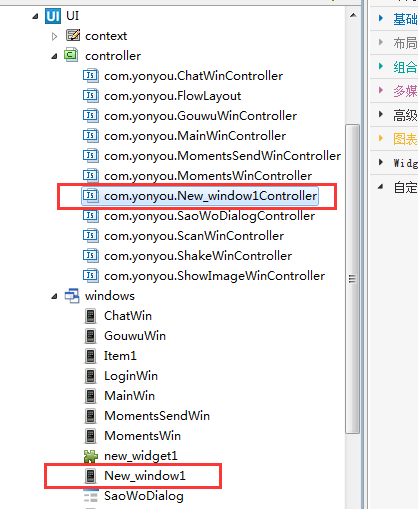 UI
context
controller
com.yonyou.ChatWinController
com.yonyou.FlowLayout
com.yonyou.GouwuWinController
com.yonyou.MainWinController
com.yonyou.MomentsSendWinController
com.yonyou.MomentsWinController
com.yonyou.New_window1Controller
com.yonyou.SaoWoDialogController
com.yonyou.ScanWinController
com.yonyou.ShakeWinController
com.yonyou.ShowImageWinController
windows
ChatWin
GouwuWin
Item1
LoginWin
MainWin
MomentsSendWin
MomentsWin
new_widget1
New_window1
SaoWoDialog
基础
布局
组合
多媒
高级
图表
Widg
自定